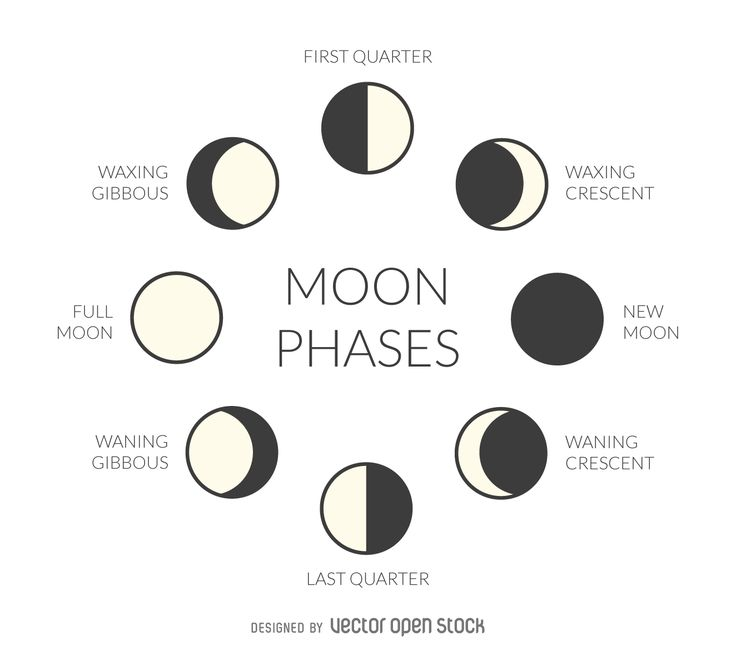 FIRST QUARTER
WAXING
GIBBOUS
WAXING
CRESCENT
MOON
PHASES
FULL
MOON
NEW
MOON
WANING
GIBBOUS
WANING
CRESCENT
LAST QUARTER
DESIGNED BY vector open stock